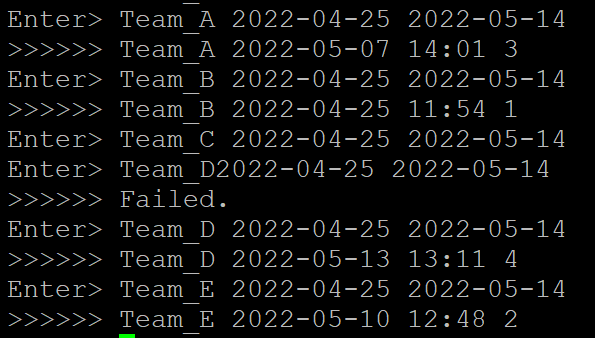 Enter> Team_A 2022-04-25 2022-05-14
>>>>>> Team_A 2022-05-07 14:01 3
Enter> Team_B 2022-04-25 2022-05-14
>>>>>> Team_B 2022-04-25 11:54 1
Enter> Team_C 2022-04-25 2022-05-14
Enter> Team_D2022-04-25 2022-05-14
>>>>>> Failed.
Enter> Team_D 2022-04-25 2022-05-14
>>>>>> Team_D 2022-05-13 13:11 4
Enter> Team_E 2022-04-25 2022-05-14
>>>>>> Team_E 2022-05-10 12:48 2